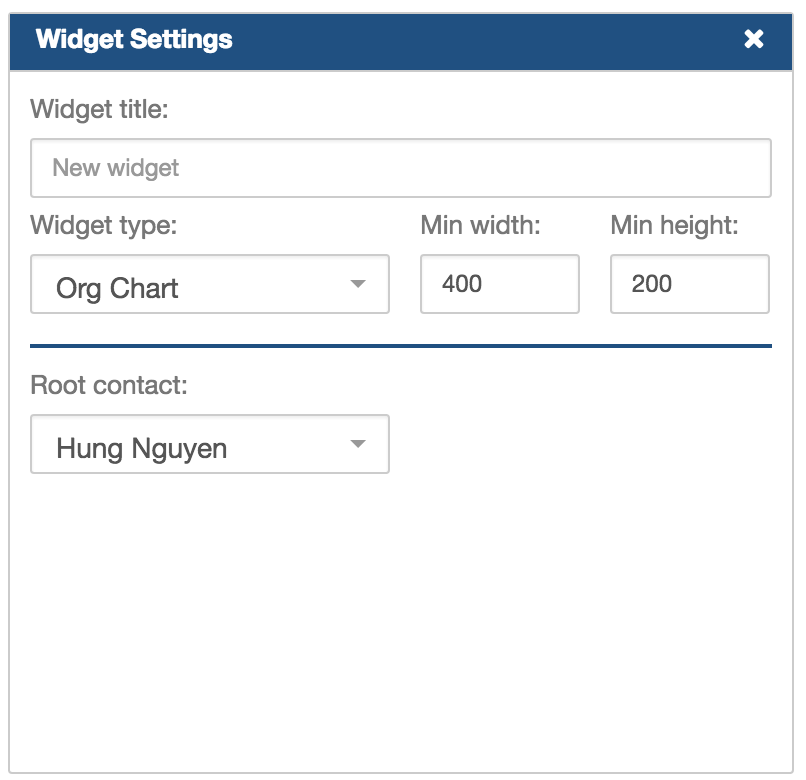 Widget Settings
Widget title:
New widget
Widget type: Min width: Min height:
Org Chart 400 200
Root contact:
Hung Nguyen